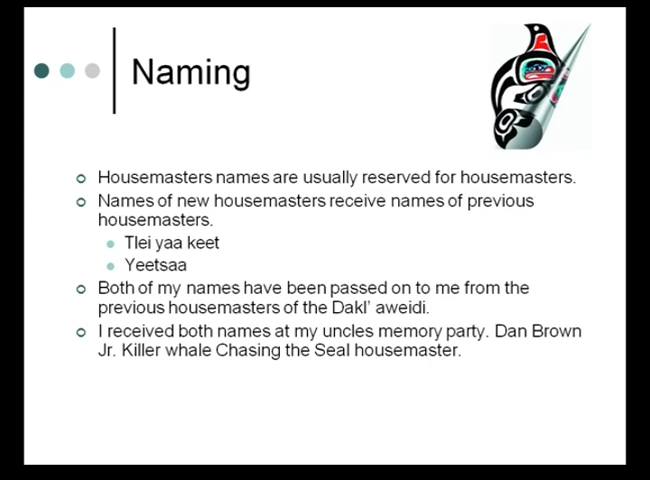 Naming
Housemasters names are usually reserved for housemasters.
Names of new housemasters receive names of previous
housemasters.
Tlei yaa keet
Yeetsaa
Both of my names have been passed on to me from the
previous housemasters of the Dakl' aweidi.
I received both names at my uncles memory party. Dan Brown
Jr. Killer whale Chasing the Seal housemaster.